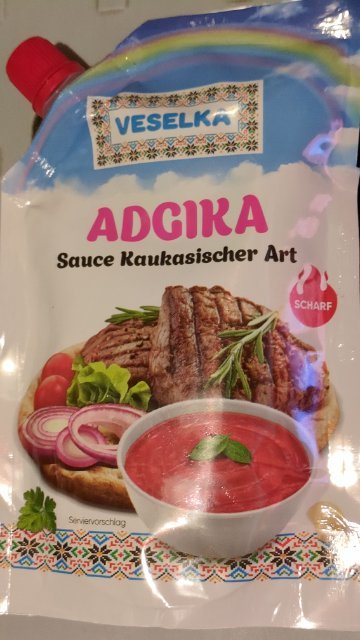 VESELKA
ADGIKA
Sauce Kaukasischer Art
SCHARF
Serviervorschlag